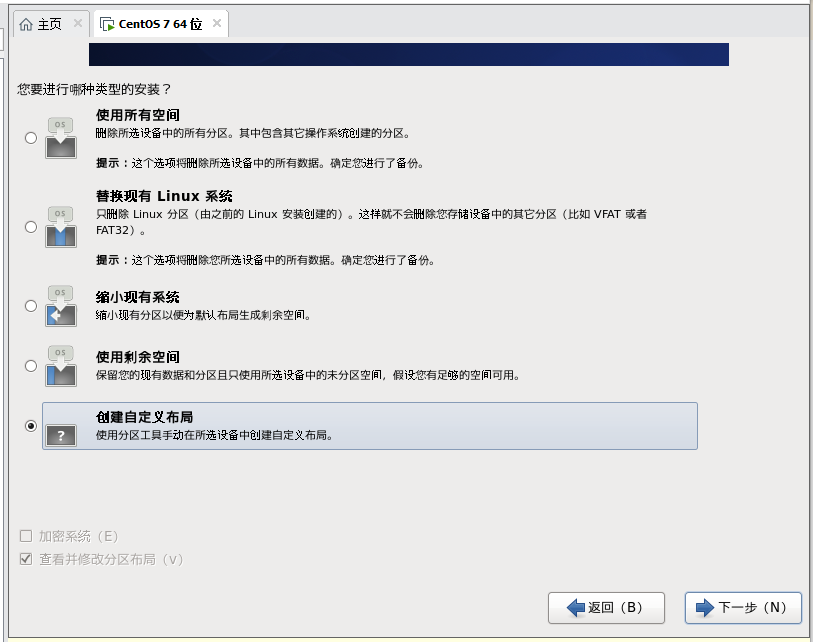 主页
CentOS 7 64 位
您要进行哪种类型的安装？
OS
使用所有空间
删除所选设备中的所有分区。其中包含其它操作系统创建的分区。
提示：这个选项将删除所选设备中的所有数据。确定您进行了备份。
OS
替换现有 Linux 系统
只删除 Linux 分区（由之前的 Linux 安装创建的）。这样就不会删除您存储设备中的其它分区（比如 VFAT 或者
FAT32）。
提示：这个选项将删除您所选设备中的所有数据。确定您进行了备份。
OS
缩小现有系统
缩小现有分区以便为默认布局生成剩余空间。
OS
使用剩余空间
保留您的现有数据和分区且只使用所选设备中的未分区空间，假设您有足够的空间可用。
?
创建自定义布局
使用分区工具手动在所选设备中创建自定义布局。
加密系统（E）
查看并修改分区布局（v）
返回（B）
下一步（N）